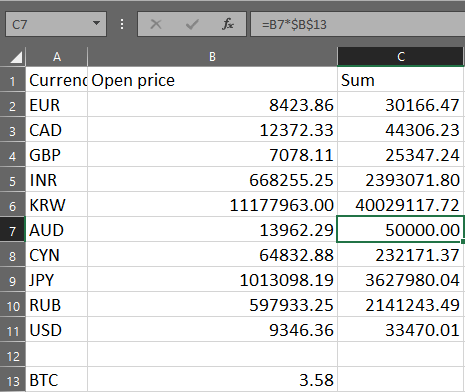 C7 fx =B7*$B$13
A B C
1 Currenc Open price Sum
2 EUR 8423.86 30166.47
3 CAD 12372.33 44306.23
4 GBP 7078.11 25347.24
5 INR 668255.25 2393071.80
6 KRW 11177963.00 40029117.72
7 AUD 13962.29 50000.00
8 CYN 64832.88 232171.37
9 JPY 1013098.19 3627980.04
10 RUB 597933.25 2141243.49
11 USD 9346.36 33470.01
12
13 BTC 3.58